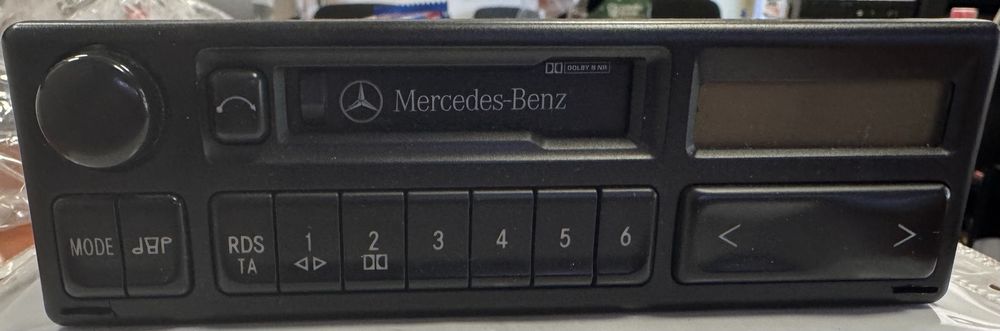 DOLBY B NR
Mercedes-Benz
MODE
RDS
TA
1
2
3
4
5
6
< >